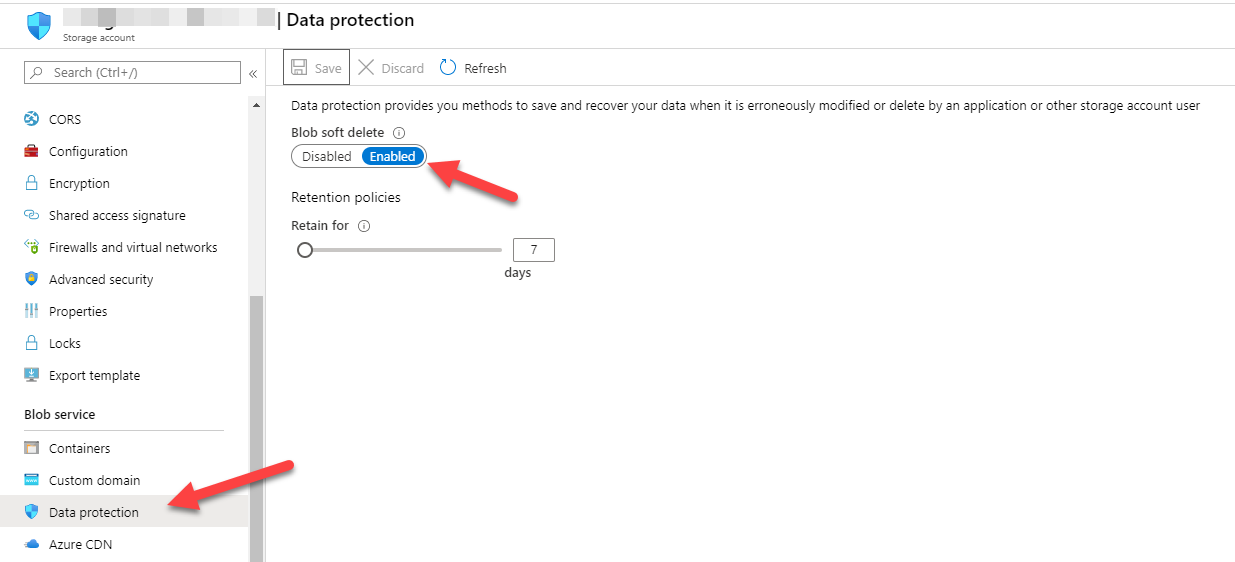 | Data protection
Storage account
Search (Ctrl+/)
«
CORS
Configuration
Encryption
Shared access signature
Firewalls and virtual networks
Advanced security
Properties
Locks
Export template
Blob service
Containers
Custom domain
Data protection
Azure CDN
Save Discard Refresh
Data protection provides you methods to save and recover your data when it is erroneously modified or delete by an application or other storage account user
Blob soft delete
Disabled Enabled
Retention policies
Retain for
7
days